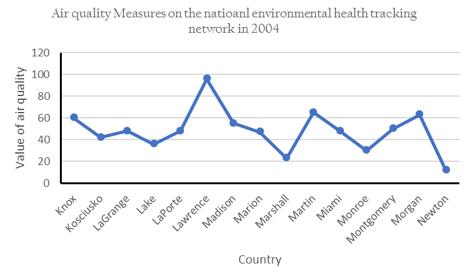 Air quality Measures on the natioanl environmental health tracking
network in 2004
120
100
80
60
40
20
0
Value of air quality
Knox
Kosciusko
LaGrange
Lake
LaPorte
Lawrence
Madison
Marion
Marshall
Martin
Miami
Monroe
Montgomery
Morgan
Newton
Country